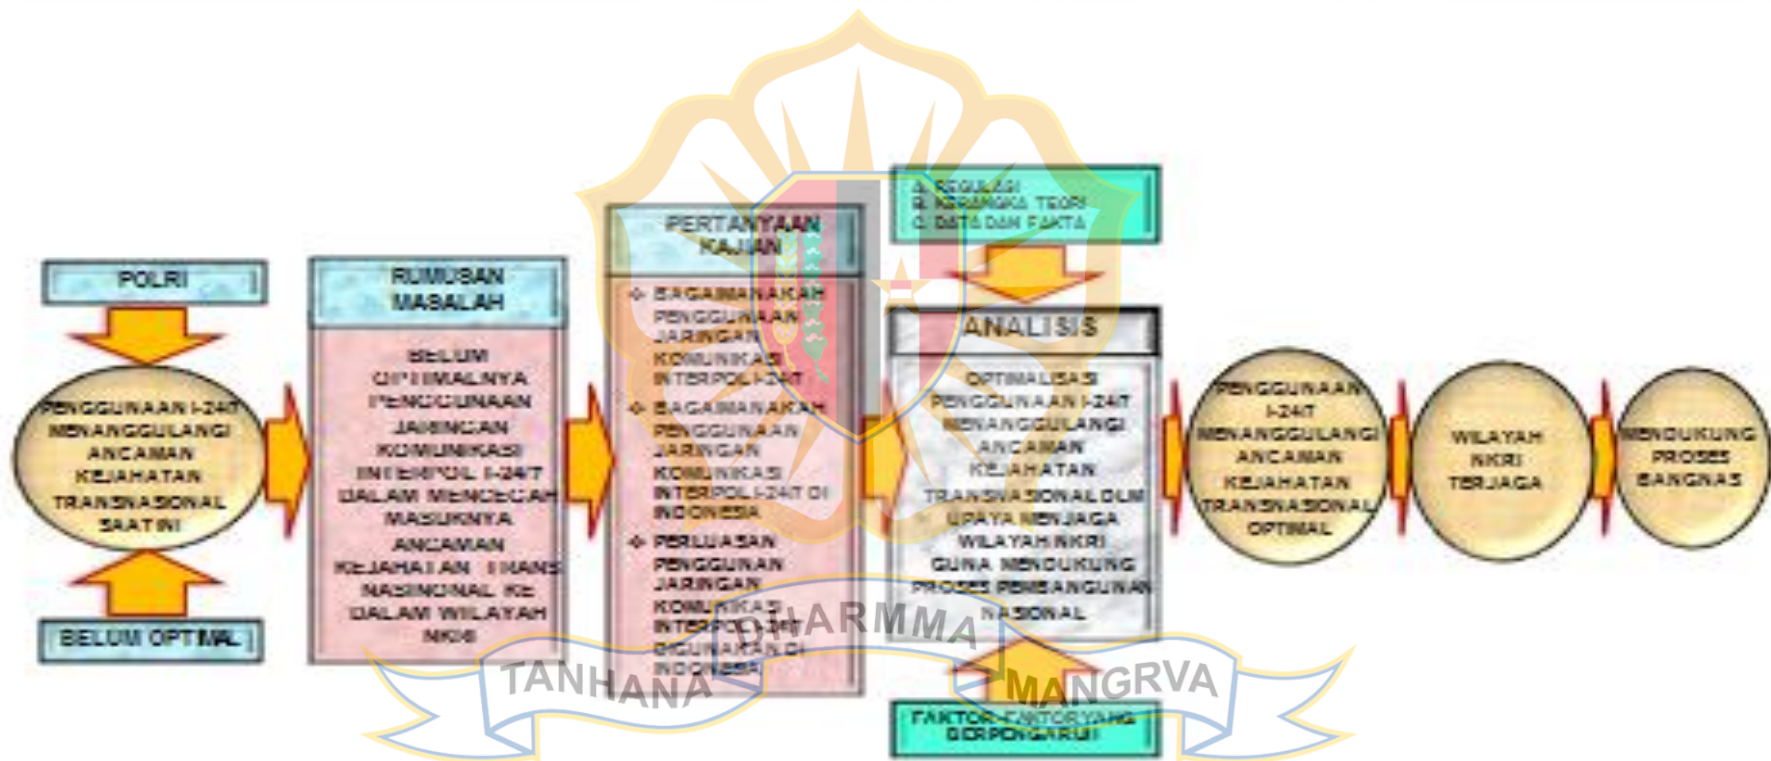 POLRI
PENGGUNAAN I-24/7
MENANGGULANGI
ANCAMAN
KEJAHATAN
TRANSNASIONAL
SAAT INI
BELUM OPTIMAL
RUMUSAN
MASALAH
BELUM
OPTIMALNYA
PENGGUNAAN
JARINGAN
KOMUNIKASI
INTERPOL I-24/7
DALAM MENCEGAH
MASUKNYA
ANCAMAN
KEJAHATAN TRANS
NASINONAL KE
DALAM WILAYAH
NKRI
PERTANYAAN
KAJIAN
❖ BAGAIMANAKAH
PENGGUNAAN
JARINGAN
KOMUNIKASI
INTERPOL I-24/7
❖ BAGAIMANAKAH
PENGGUNAAN
JARINGAN
KOMUNIKASI
INTERPOL I-24/7 DI
INDONESIA
❖ PERLUASAN
PENGGUNAN
JARINGAN
KOMUNIKASI
INTERPOL I-24/7
DIGUNAKAN DI
INDONESIA
A. REGULASI
B. KERANGKA TEORI
C. DATA DAN FAKTA
ANALISIS
OPTIMALISASI
PENGGUNAAN I-24/7
MENANGGULANGI
ANCAMAN
KEJAHATAN
TRANSNASIONAL DLM
UPAYA MENJAGA
WILAYAH NKRI
GUNA MENDUKUNG
PROSES PEMBANGUNAN
NASIONAL
FAKTOR-FAKTOR YANG
BERPENGARUH
PENGGUNAAN
I-24/7
MENANGGULANGI
ANCAMAN
KEJAHATAN
TRANSNASIONAL
OPTIMAL
WILAYAH
NKRI
TERJAGA
MENDUKUNG
PROSES
BANGNAS
TANHANA DHARMMA MANGRVA